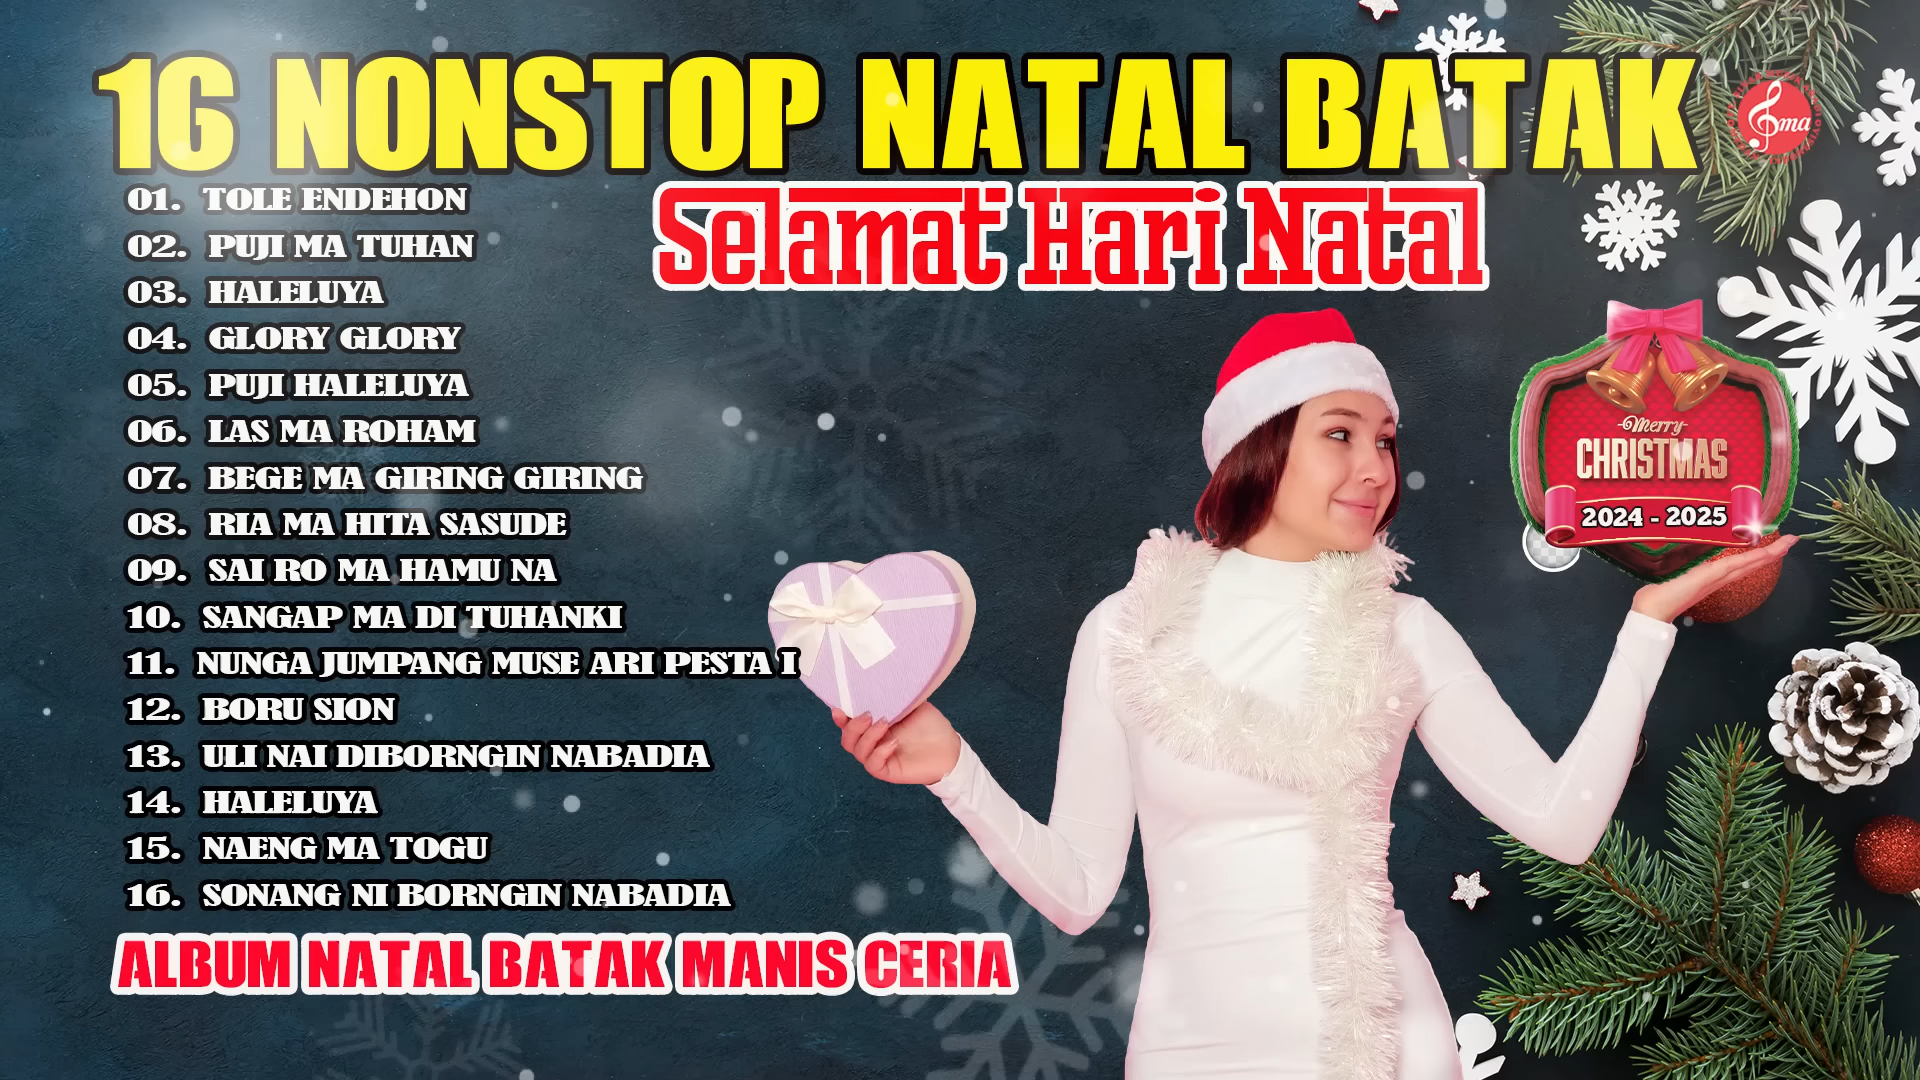 16 NONSTOP NATAL BATAK
ma
Selamat Hari Natal
01. TOLE ENDEHON
02. PUJI MA TUHAN
03. HALELUYA
04. GLORY GLORY
05. PUJI HALELUYA
06. LAS MA ROHAM
07. BEGE MA GIRING GIRING
08. RIA MA HITA SASUDE
09. SAI RO MA HAMU NA
10. SANGAP MA DI TUHANKI
11. NUNGA JUMPANG MUSE ARI PESTA I
12. BORU SION
13. ULI NAI DIBORNGIN NABADIA
14. HALELUYA
15. NAENG MA TOGU
16. SONANG NI BORNGIN NABADIA
ALBUM NATAL BATAK MANIS CERIA
Merry
CHRISTMAS
2024 - 2025